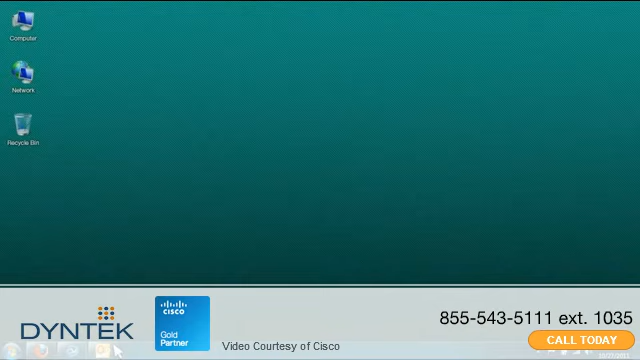 Computer
Network
Recycle Bin
DYNTEK
CISCO
Gold
Partner
Video Courtesy of Cisco
855-543-5111 ext. 1035
CALL TODAY